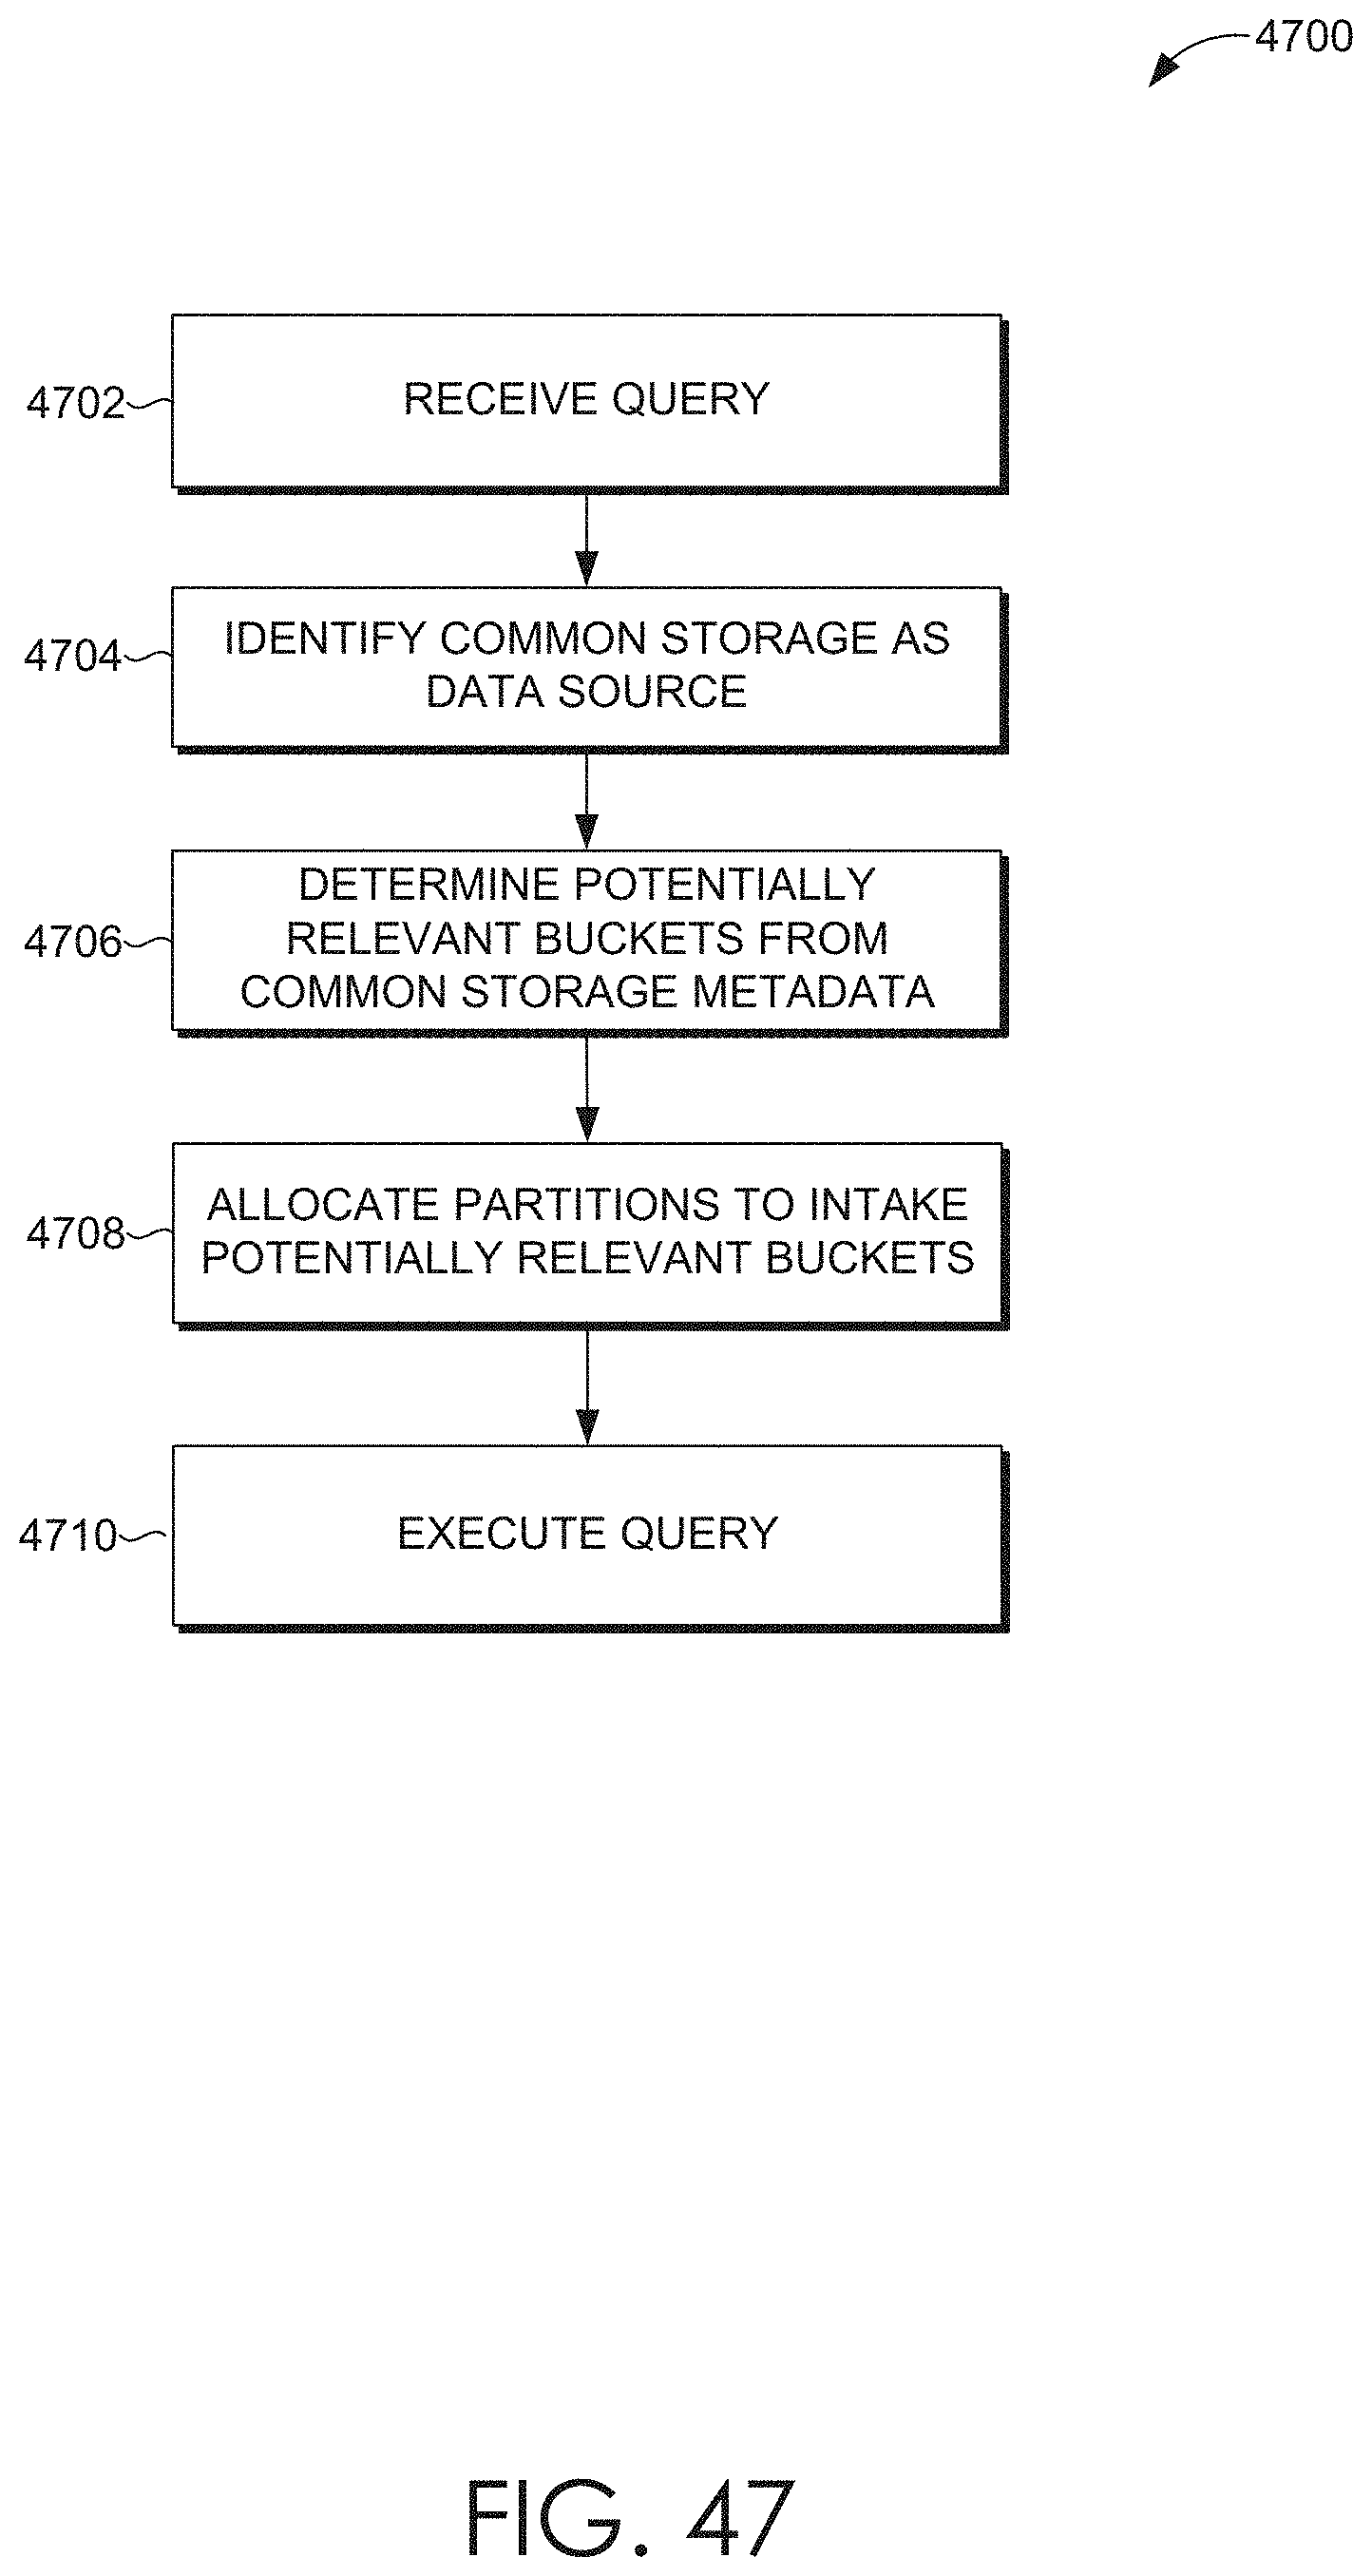 4700
4702
RECEIVE QUERY
4704
IDENTIFY COMMON STORAGE AS
DATA SOURCE
4706
DETERMINE POTENTIALLY
RELEVANT BUCKETS FROM
COMMON STORAGE METADATA
4708
ALLOCATE PARTITIONS TO INTAKE
POTENTIALLY RELEVANT BUCKETS
4710
EXECUTE QUERY
FIG. 47